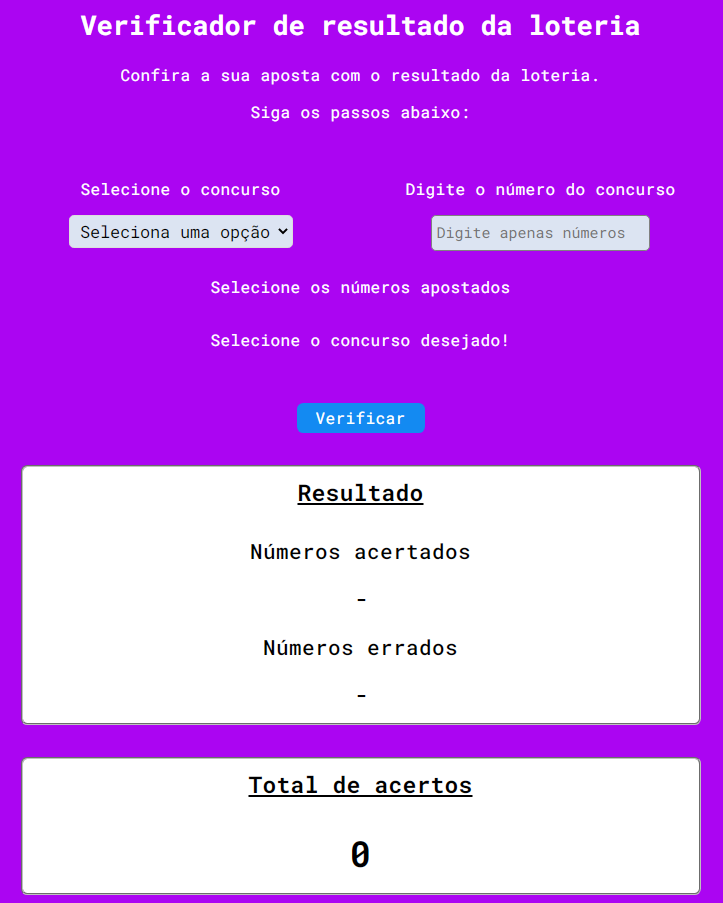 Verificador de resultado da loteria
Confira a sua aposta com o resultado da loteria.
Siga os passos abaixo:
Selecione o concurso
Digite o número do concurso
Seleciona uma opção
Digite apenas números
Selecione os números apostados
Selecione o concurso desejado!
Verificar
Resultado
Números acertados
-
Números errados
-
Total de acertos
0